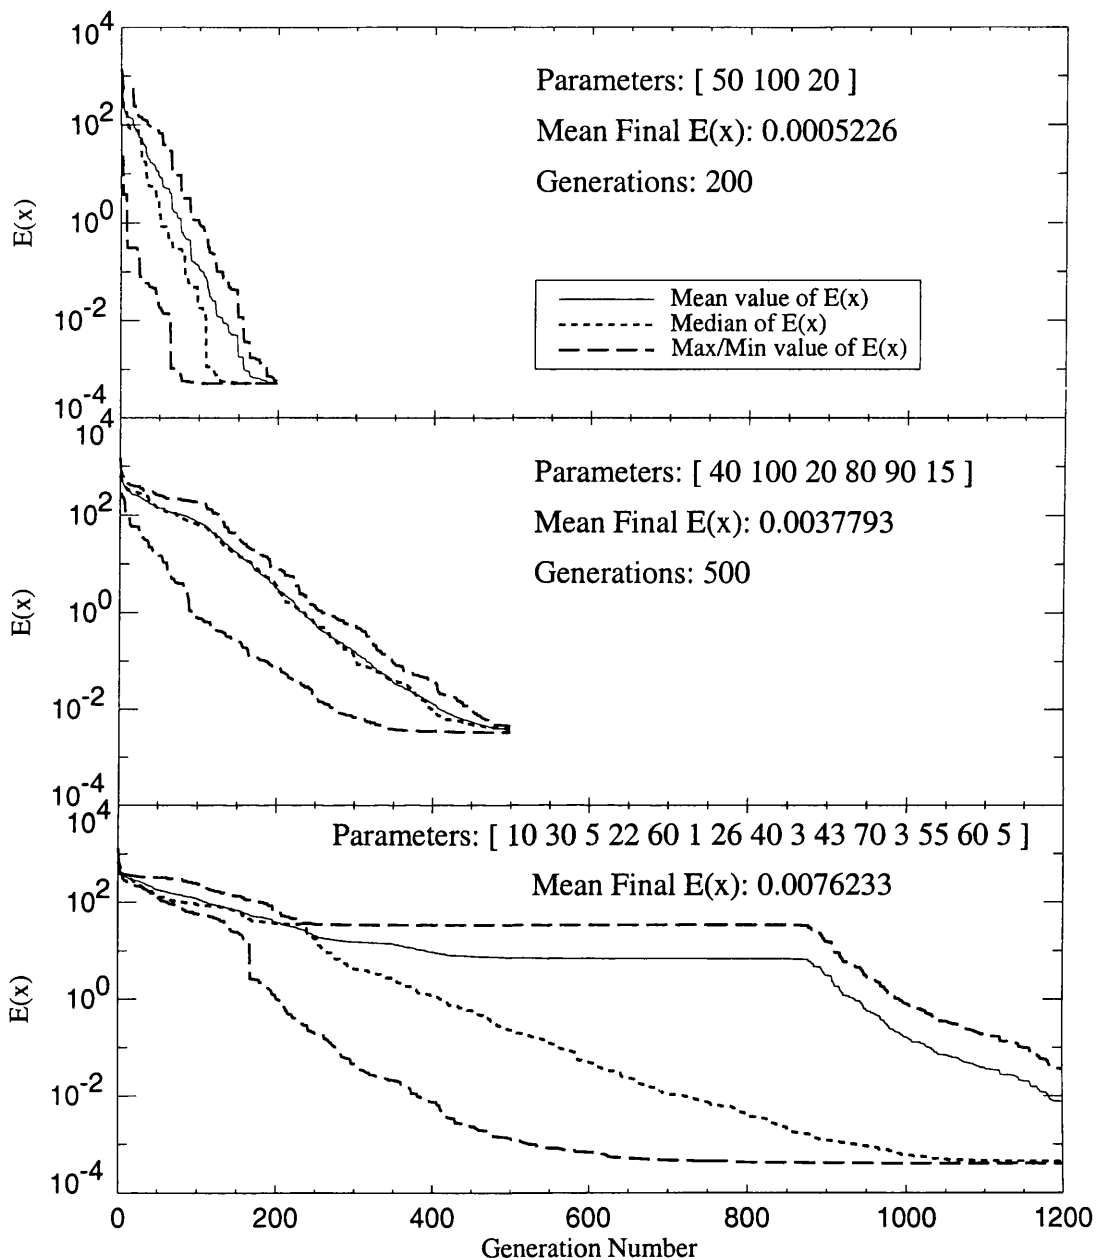 10^4
Parameters: [ 50 100 20 ]
10^2
Mean Final E(x): 0.0005226
Generations: 200
10^0
E(x)
Mean value of E(x)
10^-2
Median of E(x)
Max/Min value of E(x)
10^-4
10^4
Parameters: [ 40 100 20 80 90 15 ]
10^2
Mean Final E(x): 0.0037793
Generations: 500
10^0
E(x)
10^-2
10^-4
10^4
Parameters: [ 10 30 5 22 60 1 26 40 3 43 70 3 55 60 5 ]
10^2
Mean Final E(x): 0.0076233
10^0
E(x)
10^-2
10^-4
0 200 400 600 800 1000 1200
Generation Number